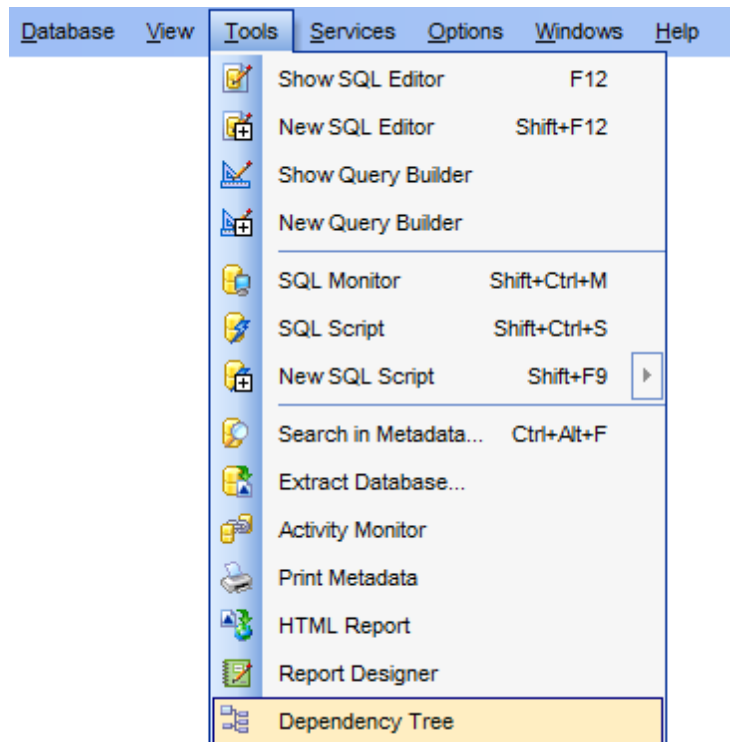 Database View Tools Services Options Windows Help
Show SQL Editor F12
New SQL Editor Shift+F12
Show Query Builder
New Query Builder
SQL Monitor Shift+Ctrl+M
SQL Script Shift+Ctrl+S
New SQL Script Shift+F9
Search in Metadata... Ctrl+Alt+F
Extract Database...
Activity Monitor
Print Metadata
HTML Report
Report Designer
Dependency Tree